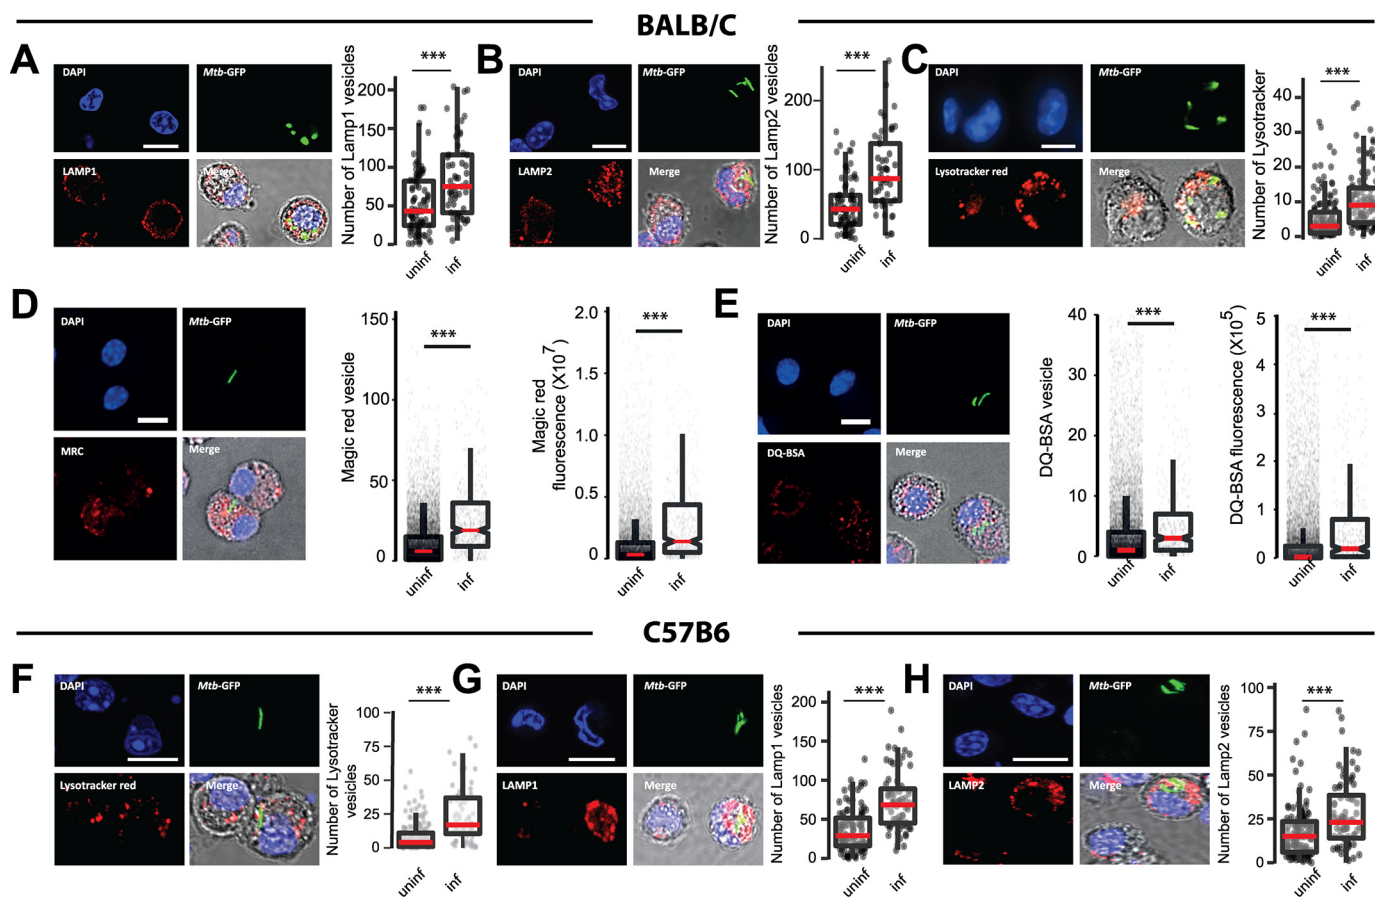 BALB/C
A
DAPI
Mtb-GFP
LAMP1
Merge
Number of Lamp1 vesicles
200
150
100
50
0
***
uninf
inf
B
DAPI
Mtb-GFP
LAMP2
Merge
Number of Lamp2 vesicles
200
100
0
***
uninf
inf
C
DAPI
Mtb-GFP
Lysotracker red
Merge
Number of Lysotracker
40
30
20
10
0
***
uninf
inf
D
DAPI
Mtb-GFP
MRC
Merge
Magic red vesicle
150
100
50
0
***
uninf
inf
Magic red
fluorescence (X10⁷)
2.0
1.0
0.5
0
***
uninf
inf
E
DAPI
Mtb-GFP
DQ-BSA
Merge
DQ-BSA vesicle
40
30
20
10
0
***
uninf
inf
DQ-BSA fluorescence (X10⁵)
5
4
2
1
0
***
uninf
inf
C57B6
F
DAPI
Mtb-GFP
Lysotracker red
Merge
Number of Lysotracker
vesicles
100
75
50
25
0
***
uninf
inf
G
DAPI
Mtb-GFP
LAMP1
Merge
Number of Lamp1 vesicles
200
150
100
50
0
***
uninf
inf
H
DAPI
Mtb-GFP
LAMP2
Merge
Number of Lamp2 vesicles
100
75
50
25
0
***
uninf
inf